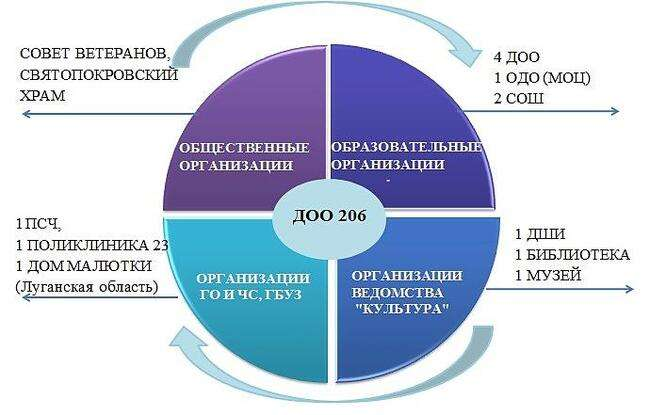 СОВЕТ ВЕТЕРАНОВ,
СВЯТОПОКРОВСКИЙ
ХРАМ
4 ДОО
1 ОДО (МОЦ)
2 СОШ
ОБЩЕСТВЕННЫЕ
ОРГАНИЗАЦИИ
ОБРАЗОВАТЕЛЬНЫЕ
ОРГАНИЗАЦИИ
-
ДОО 206
1 ПСЧ,
1 ПОЛИКЛИНИКА 23
1 ДОМ МАЛЮТКИ
(Луганская область)
ОРГАНИЗАЦИИ
ГО И ЧС, ГБУЗ
ОРГАНИЗАЦИИ
ВЕДОМСТВА
"КУЛЬТУРА"
1 ДШИ
1 БИБЛИОТЕКА
1 МУЗЕЙ